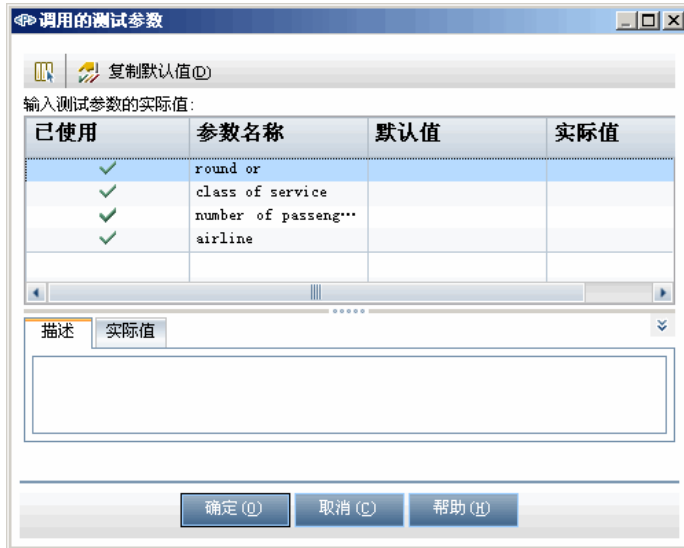 调用的测试参数
复制默认值(D)
输入测试参数的实际值:
已使用 参数名称 默认值 实际值
round or
class of service
number of passeng…
airline
描述 实际值
确定(O) 取消(C) 帮助(H)